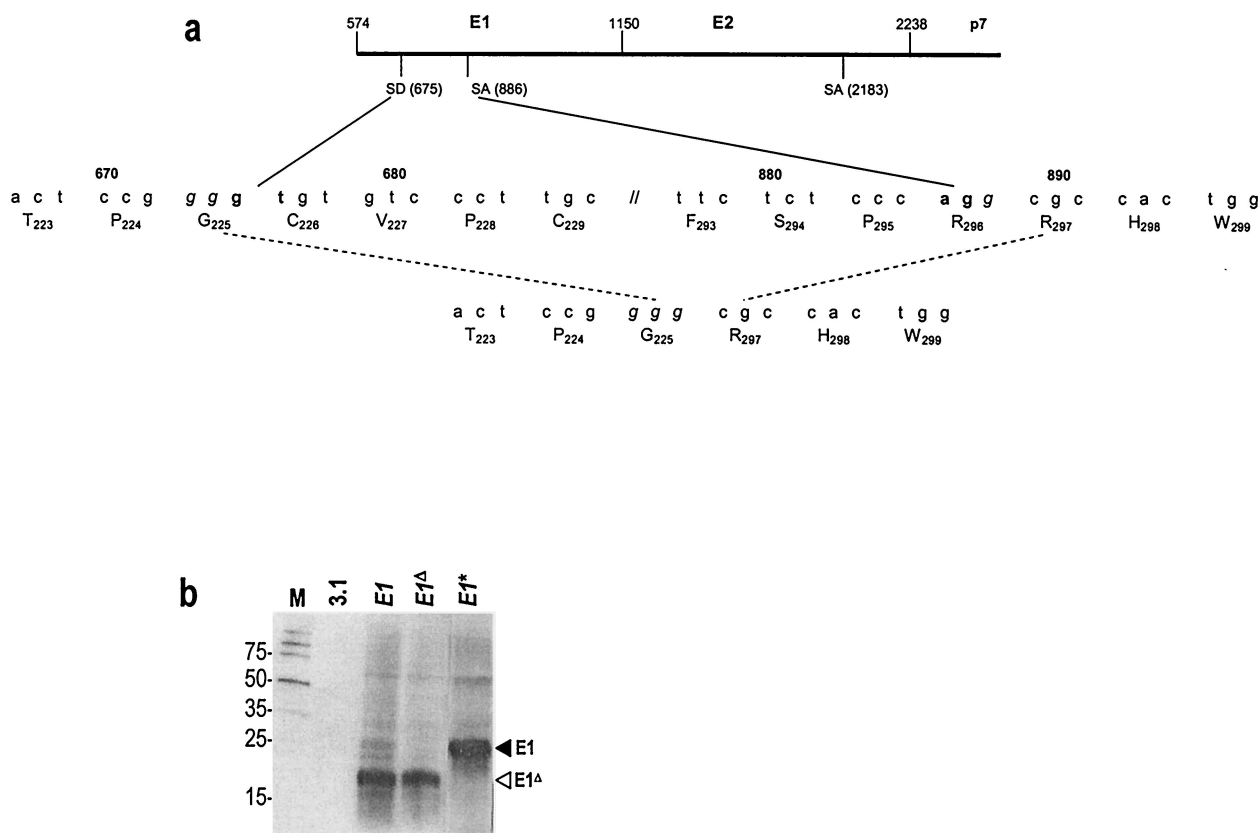 a
574 E1 1150 E2 2238 p7
SD (675) SA (886) SA (2183)
670 680 880 890
a c t c c g g g g t g t g t c c c t t g c // t t c t c t c c c a g g c g c c a c t g g
T223 P224 G225 C226 V227 P228 C229 F293 S294 P295 R296 R297 H298 W299
a c t c c g g g g c g c c a c t g g
T223 P224 G225 R297 H298 W299
b
M 3.1 E1 E1Δ E1*
75-
50-
35-
25-
E1
E1Δ
15-